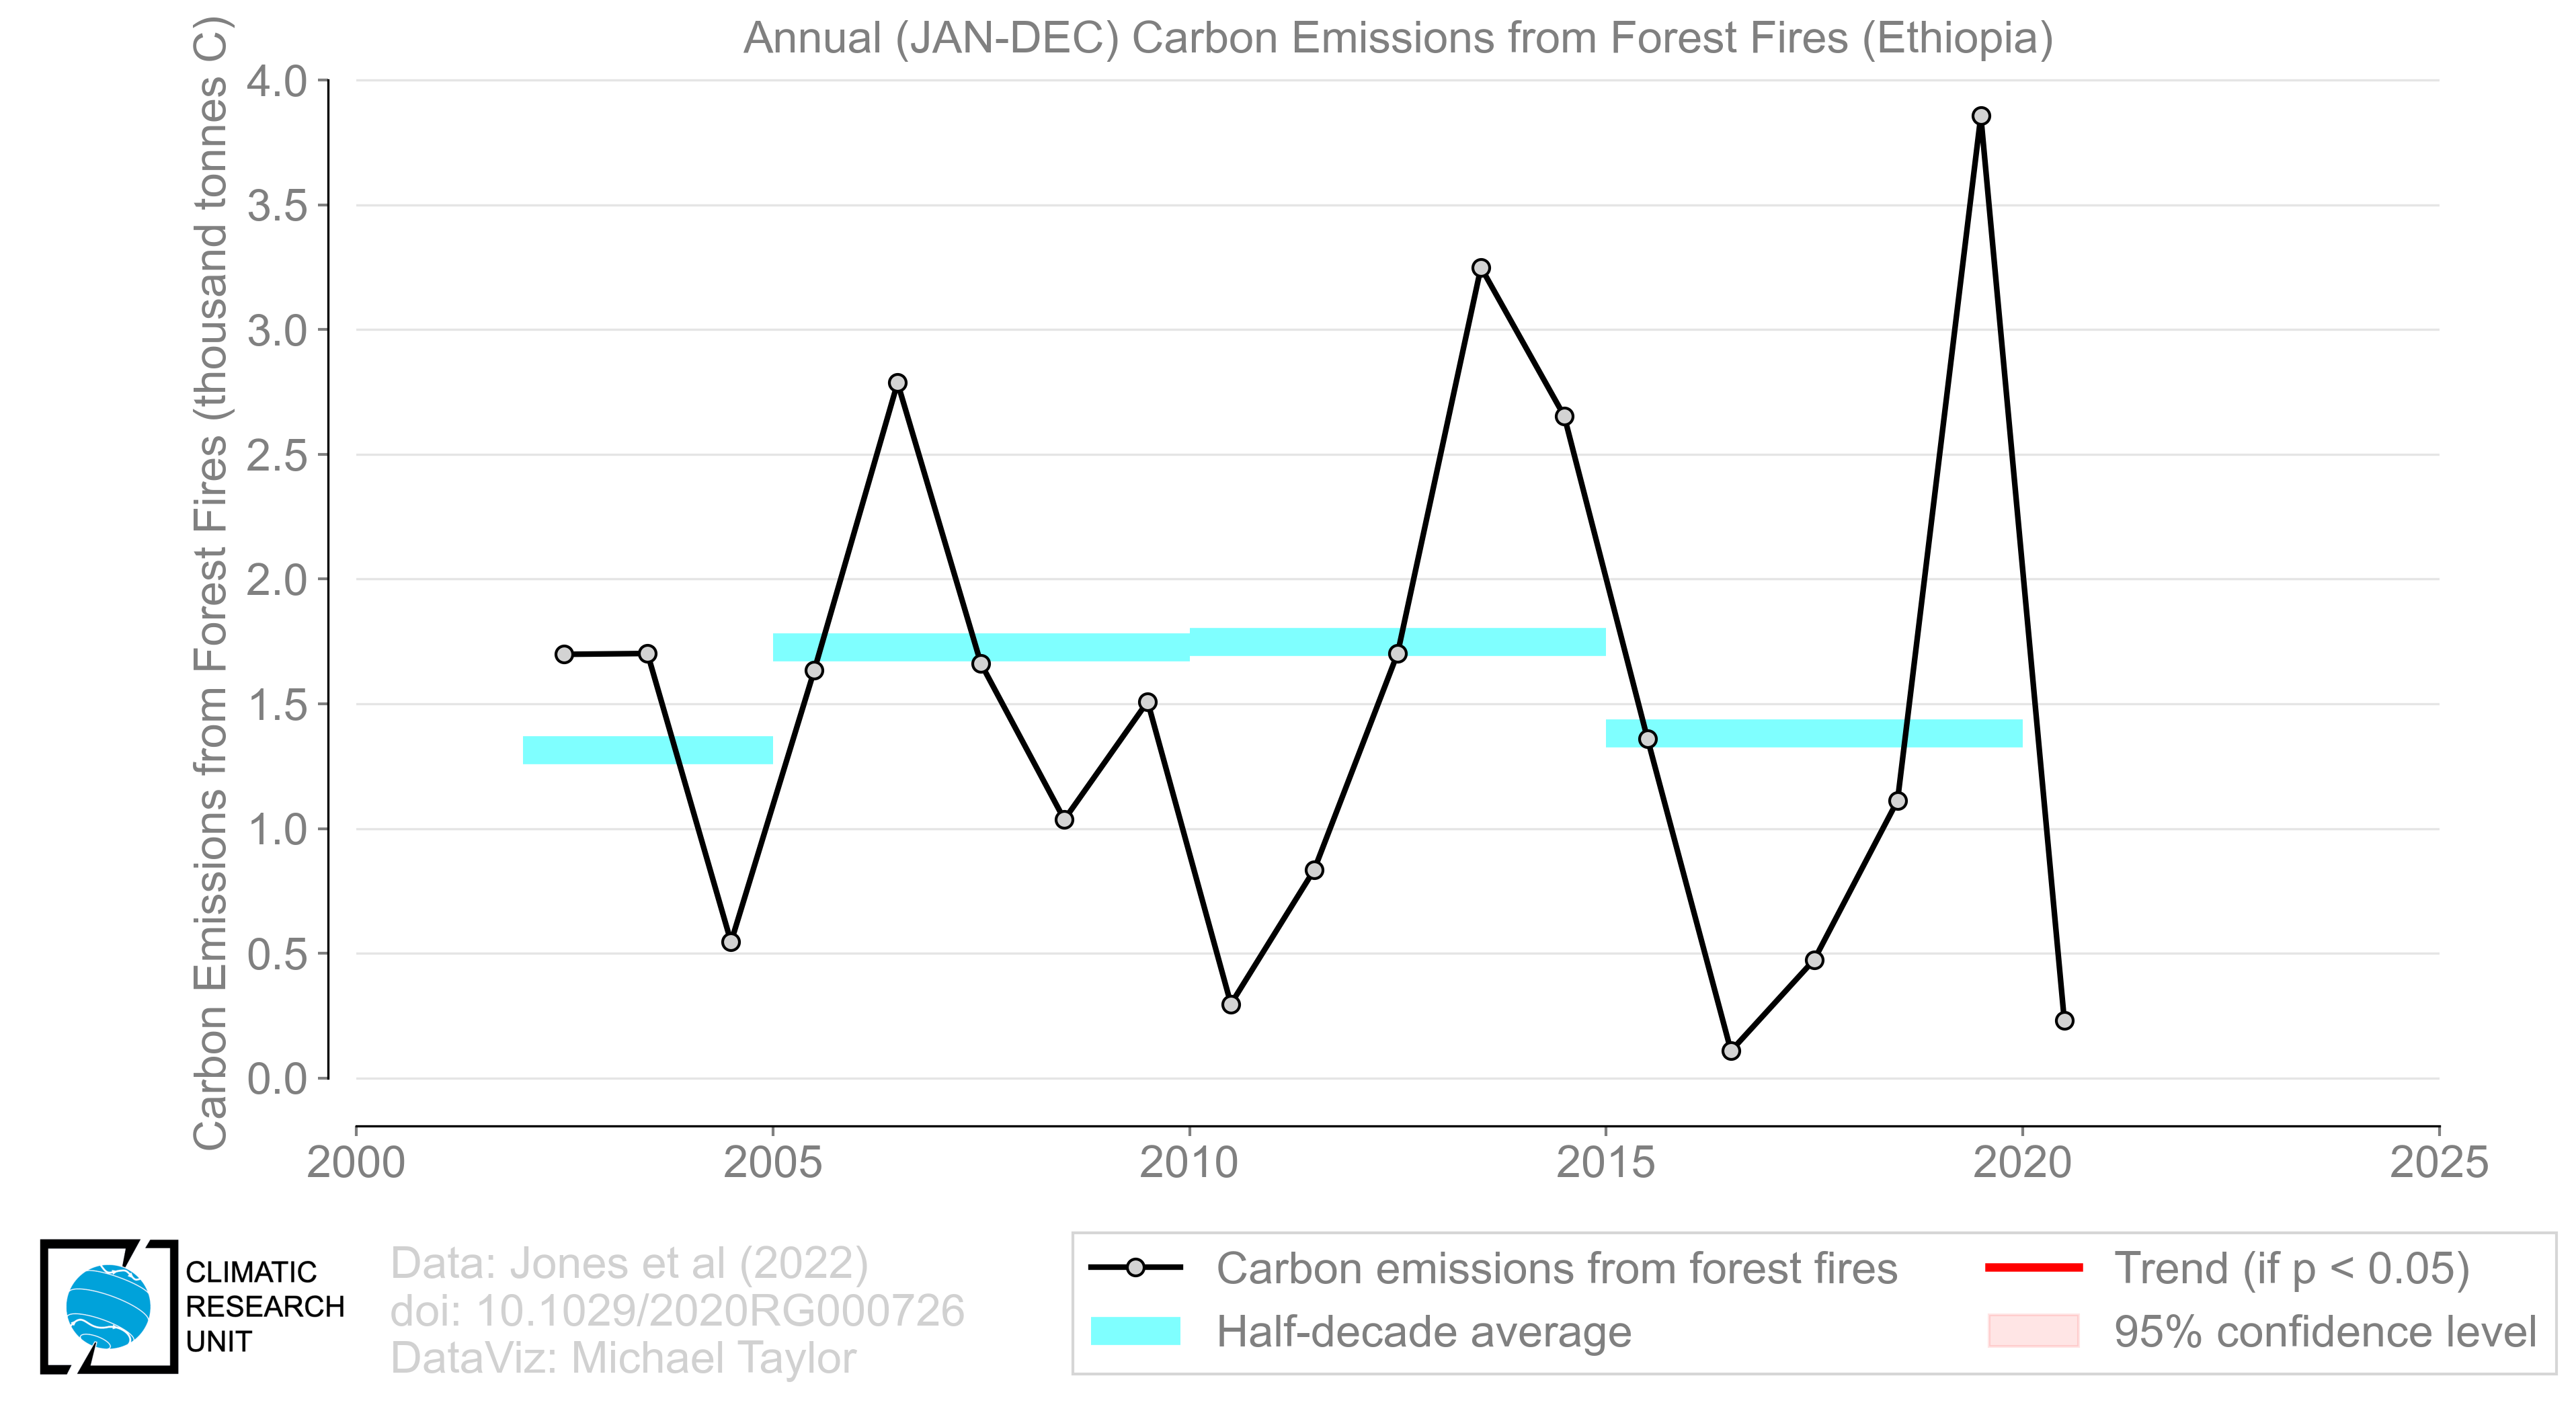 Annual (JAN-DEC) Carbon Emissions from Forest Fires (Ethiopia)
Carbon Emissions from Forest Fires (thousand tonnes C)
4.0
3.5
3.0
2.5
2.0
1.5
1.0
0.5
0.0
2000 2005 2010 2015 2020 2025
CLIMATIC
RESEARCH
UNIT
Data: Jones et al (2022)
doi: 10.1029/2020RG000726
DataViz: Michael Taylor
Carbon emissions from forest fires
Half-decade average
Trend (if p < 0.05)
95% confidence level